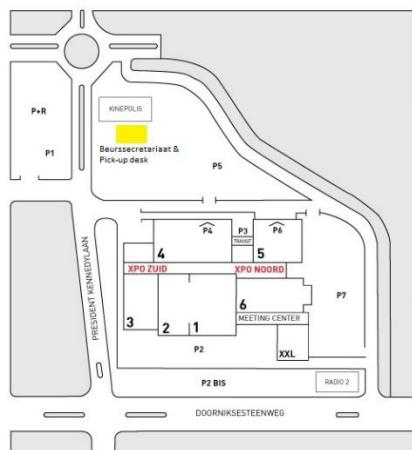 KINEPOLIS
P+R
Beurssecretariaat &
Pick-up desk
P1
P5
P4
P3
P6
TRANSIT
4
5
XPO ZUID
XPO NOORD
PRESIDENT KENNEDYLAAN
P7
6
3
2
1
MEETING CENTER
P2
XXL
P2 BIS
RADIO 2
DOORNIKSESTEENWEG